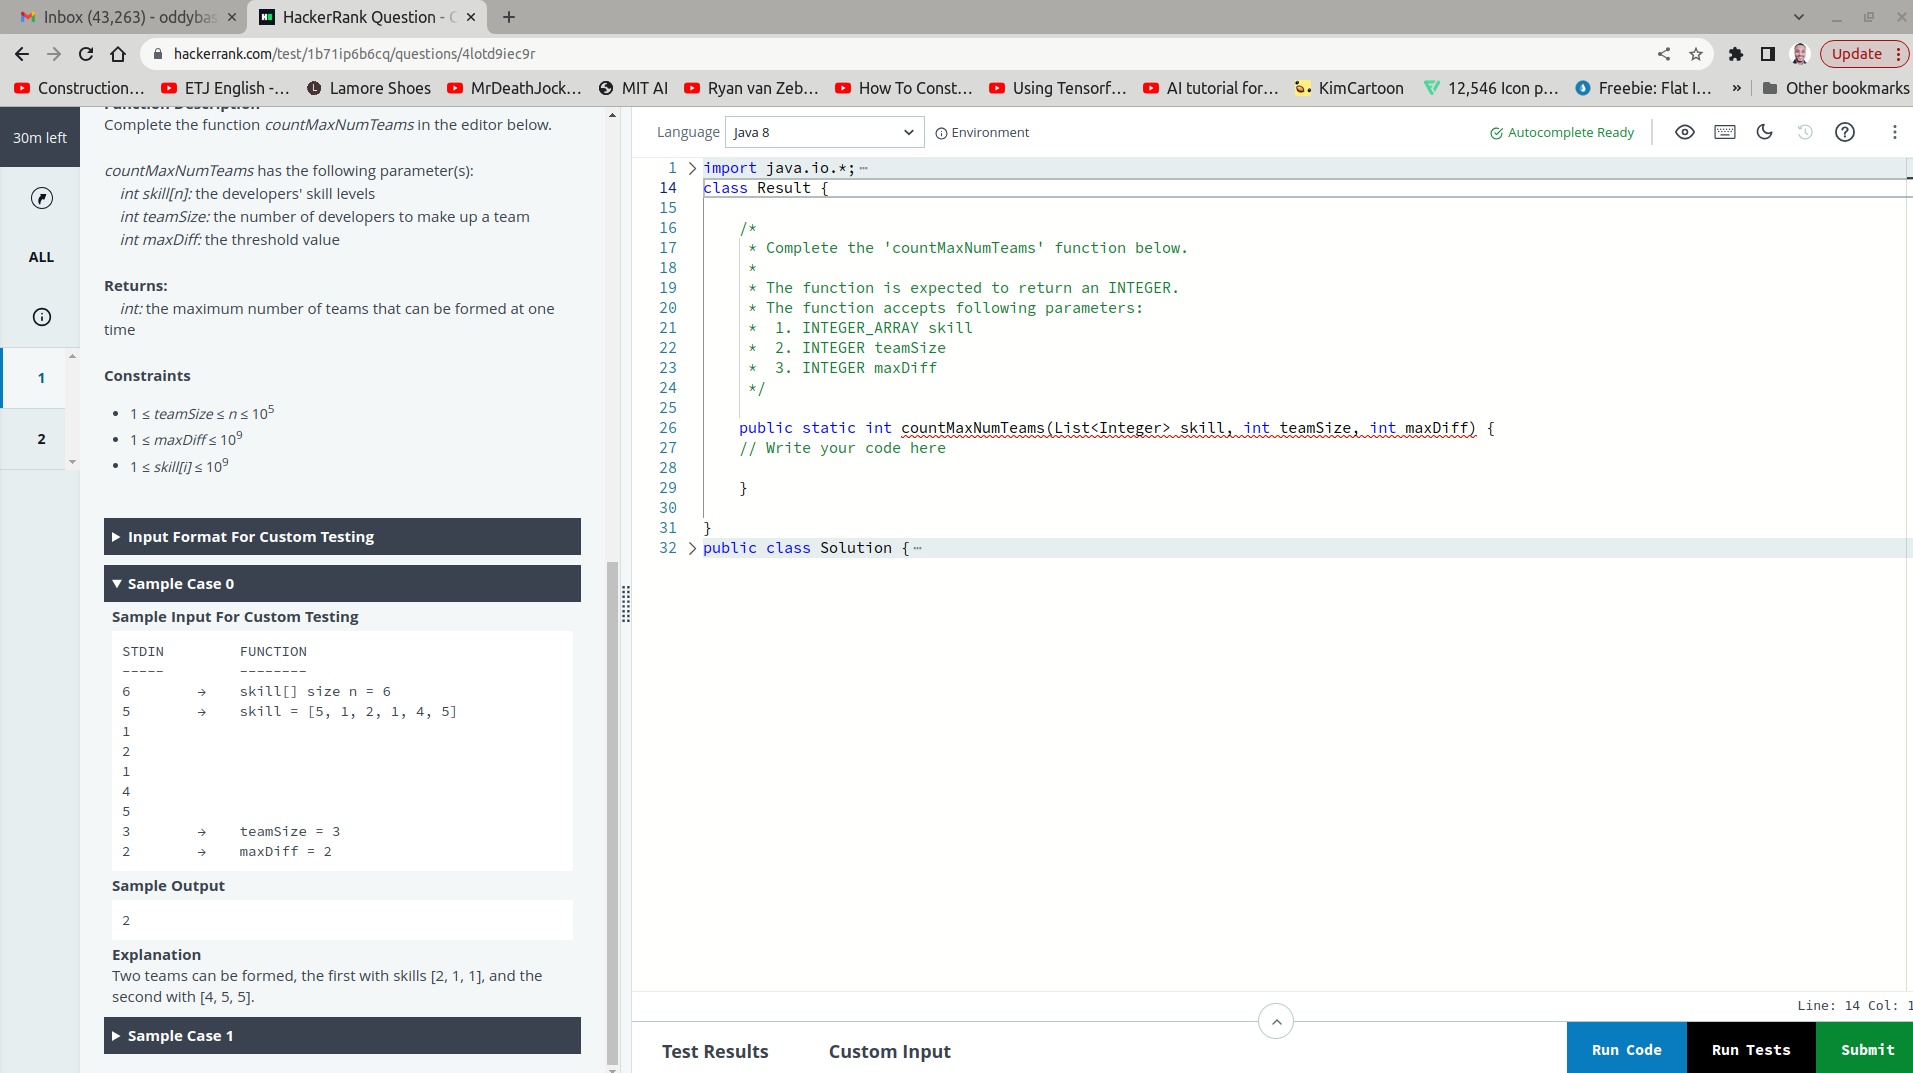 Inbox (43,263) - oddybas
HackerRank Question - C
hackerrank.com/test/1b71ip6b6cq/questions/4lotd9iec9r
Update
Construction…
ETJ English -…
Lamore Shoes
MrDeathJock…
MIT AI
Ryan van Zeb…
How To Const…
Using Tensorf…
AI tutorial for…
KimCartoon
12,546 Icon p…
Freebie: Flat I…
»
Other bookmarks
30m left
ALL
1
2
Function Description
Complete the function countMaxNumTeams in the editor below.
countMaxNumTeams has the following parameter(s):
int skill[n]: the developers' skill levels
int teamSize: the number of developers to make up a team
int maxDiff: the threshold value
Returns:
int: the maximum number of teams that can be formed at one
time
Constraints
• 1 ≤ teamSize ≤ n ≤ 10^5
• 1 ≤ maxDiff ≤ 10^9
• 1 ≤ skill[i] ≤ 10^9
Input Format For Custom Testing
Sample Case 0
Sample Input For Custom Testing
STDIN FUNCTION
----- --------
6 → skill[] size n = 6
5 → skill = [5, 1, 2, 1, 4, 5]
1
2
1
4
5
3 → teamSize = 3
2 → maxDiff = 2
Sample Output
2
Explanation
Two teams can be formed, the first with skills [2, 1, 1], and the
second with [4, 5, 5].
Sample Case 1
Language Java 8 Environment
Autocomplete Ready
1 import java.io.*; ⋯
14 class Result {
15
16 /*
17 * Complete the 'countMaxNumTeams' function below.
18 *
19 * The function is expected to return an INTEGER.
20 * The function accepts following parameters:
21 * 1. INTEGER_ARRAY skill
22 * 2. INTEGER teamSize
23 * 3. INTEGER maxDiff
24 */
25
26 public static int countMaxNumTeams(List<Integer> skill, int teamSize, int maxDiff) {
27 // Write your code here
28
29 }
30
31 }
32 public class Solution { ⋯
Line: 14 Col: 1
Test Results
Custom Input
Run Code
Run Tests
Submit